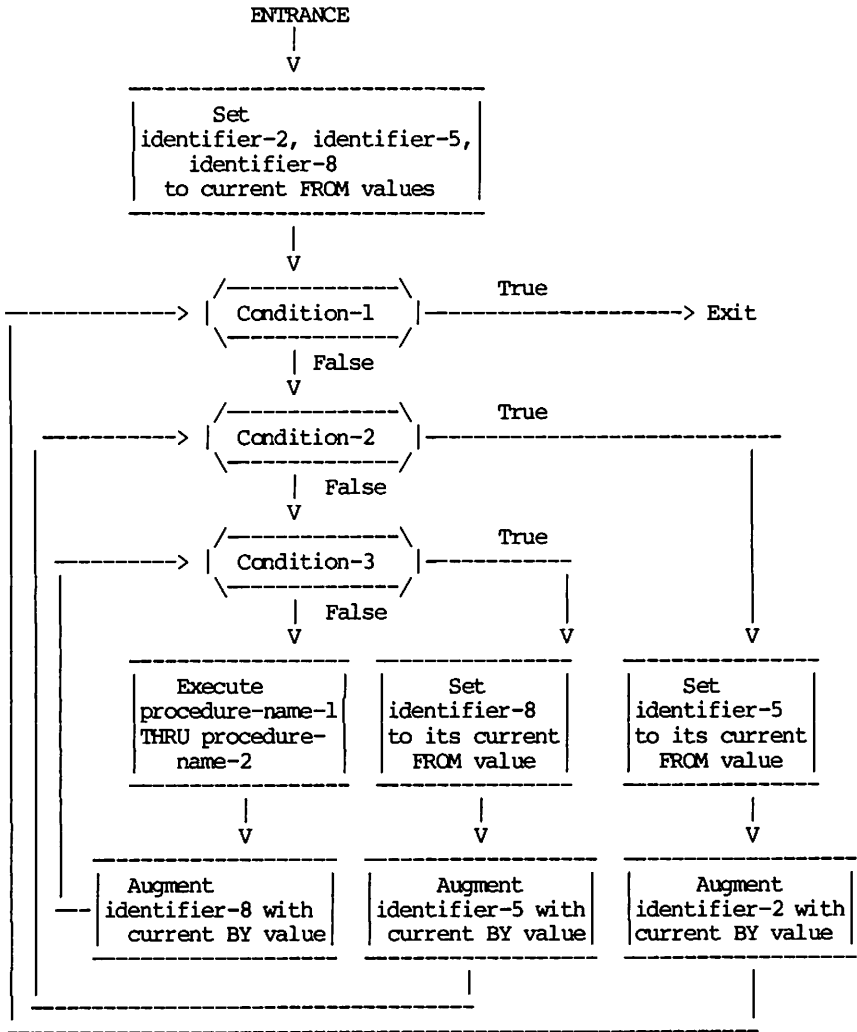 ENTRANCE
Set
identifier-2, identifier-5,
identifier-8
to current FROM values
True
Condition-1
Exit
False
True
Condition-2
False
True
Condition-3
False
Execute
procedure-name-1
THRU procedure-
name-2
Set
identifier-8
to its current
FROM value
Set
identifier-5
to its current
FROM value
Augment
identifier-8 with
current BY value
Augment
identifier-5 with
current BY value
Augment
identifier-2 with
current BY value